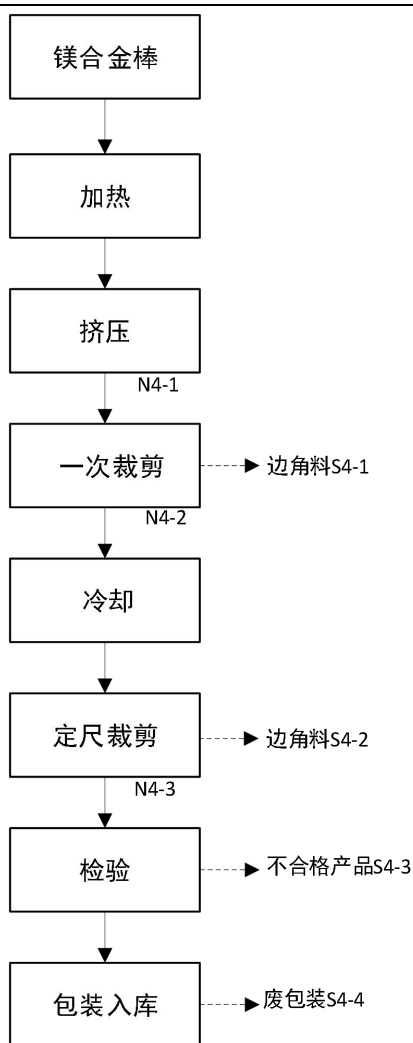 镁合金棒
加热
挤压
N4-1
一次裁剪
边角料S4-1
N4-2
冷却
定尺裁剪
边角料S4-2
N4-3
检验
不合格产品S4-3
包装入库
废包装S4-4